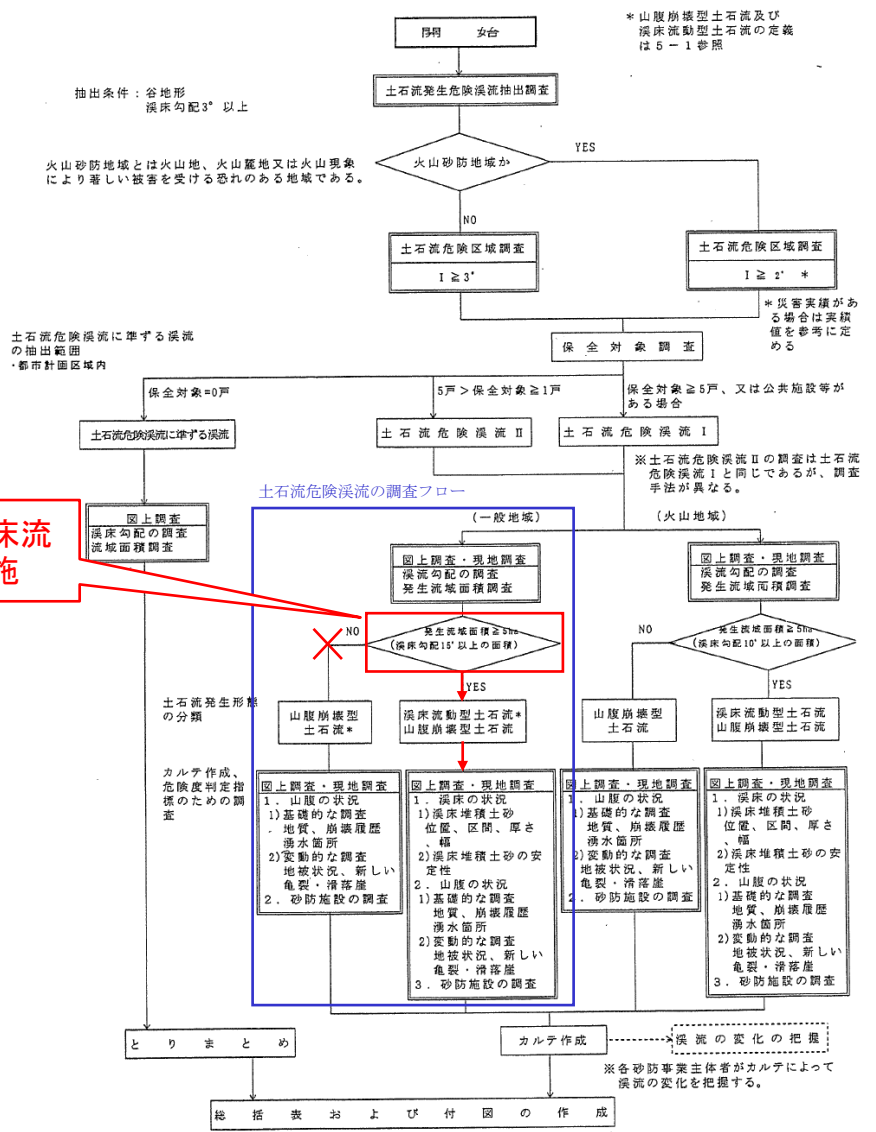 開 始
*山腹崩壊型土石流及び
渓床流動型土石流の定義
は5-1参照
抽出条件:谷地形
渓床勾配3°以上
土石流発生危険渓流抽出調査
火山砂防地域とは火山地、火山麓地又は火山現象
により著しい被害を受ける恐れのある地域である。
火山砂防地域か
YES
NO
土石流危険区域調査
I≧3°
土石流危険区域調査
I≧2° *
*災害実績があ
る場合は実績
値を参考に定
める
土石流危険渓流に準ずる渓流
の抽出範囲
・都市計画区域内
保全対象調査
保全対象=0戸
5戸>保全対象≧1戸
保全対象≧5戸、又は公共施設等が
ある場合
土石流危険渓流に準ずる渓流
土石流危険渓流Ⅱ
土石流危険渓流Ⅰ
※土石流危険渓流Ⅱの調査は土石流
危険渓流Ⅰと同じであるが、調査
手法が異なる。
土石流危険渓流の調査フロー
床流
施
図上調査
渓床勾配の調査
流域面積調査
(一般地域)
(火山地域)
図上調査・現地調査
渓流勾配の調査
発生流域面積調査
図上調査・現地調査
渓流勾配の調査
発生流域面積調査
NO
発生流域面積≧5ha
(渓床勾配15°以上の面積)
YES
NO
発生流域面積≧5ha
(渓床勾配10°以上の面積)
YES
土石流発生形態
の分類
山腹崩壊型
土石流*
渓床流動型土石流*
山腹崩壊型土石流
山腹崩壊型
土石流
渓床流動型土石流
山腹崩壊型土石流
カルテ作成、
危険度判定指
標のための調
査
図上調査・現地調査
1.山腹の状況
1)基礎的な調査
地質、崩壊履歴
湧水箇所
2)変動的な調査
地被状況、新しい
亀裂・滑落崖
2.砂防施設の調査
図上調査・現地調査
1.渓床の状況
1)渓床堆積土砂
位置、区間、厚さ
、幅
2)渓床堆積土砂の安
定性
2.山腹の状況
1)基礎的な調査
地質、崩壊履歴
湧水箇所
2)変動的な調査
地被状況、新しい
亀裂・滑落崖
3.砂防施設の調査
図上調査・現地調査
1.山腹の状況
1)基礎的な調査
地質、崩壊履歴
湧水箇所
2)変動的な調査
地被状況、新しい
亀裂・滑落崖
2.砂防施設の調査
図上調査・現地調査
1.渓床の状況
1)渓床堆積土砂
位置、区間、厚さ
、幅
2)渓床堆積土砂の安
定性
2.山腹の状況
1)基礎的な調査
地質、崩壊履歴
湧水箇所
2)変動的な調査
地被状況、新しい
亀裂・滑落崖
3.砂防施設の調査
とりまとめ
カルテ作成
渓流の変化の把握
※各砂防事業主体者がカルテによって
渓流の変化を把握する。
総括表および付図の作成